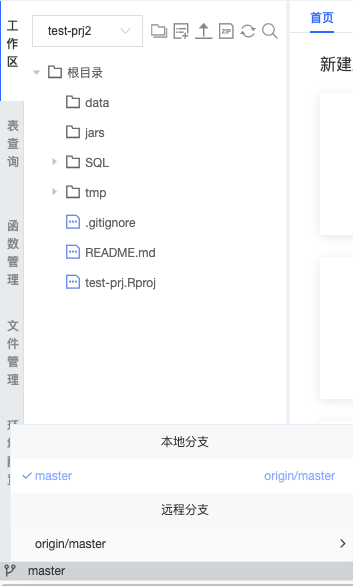 工作区
test-prj2
ZIP
首页
新建
根目录
data
jars
SQL
tmp
.gitignore
README.md
test-prj.Rproj
表查询
函数管理
文件管理
本地分支
master origin/master
远程分支
origin/master
master